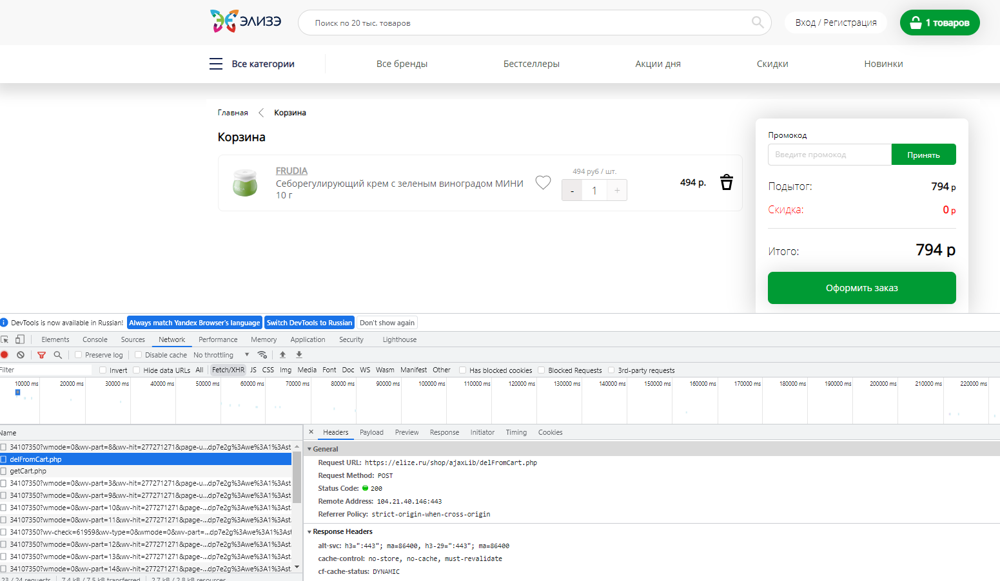 ЭЛИЗЭ
Поиск по 20 тыс. товаров
Вход / Регистрация
1 товаров
Все категории
Все бренды
Бестселлеры
Акции дня
Скидки
Новинки
Главная
Корзина
Корзина
FRUDIA
Себорегулирующий крем с зеленым виноградом МИНИ
10 г
494 руб / шт.
- 1 +
494 р.
Промокод
Введите промокод
Принять
Подытог: 794 р
Скидка: 0 р
Итого: 794 р
Оформить заказ
DevTools is now available in Russian! Always match Yandex Browser's language Switch DevTools to Russian Don't show again
Elements Console Sources Network Performance Memory Application Security Lighthouse
Preserve log Disable cache No throttling
Filter Invert Hide data URLs All Fetch/XHR JS CSS Img Media Font Doc WS Wasm Manifest Other Has blocked cookies Blocked Requests 3rd-party requests
10000 ms 20000 ms 30000 ms 40000 ms 50000 ms 60000 ms 70000 ms 80000 ms 90000 ms 100000 ms 110000 ms 120000 ms 130000 ms 140000 ms 150000 ms 160000 ms 170000 ms 180000 ms 190000 ms 200000 ms 210000 ms 220000 ms
Name
34107350?wmode=0&wv-part=8&wv-hit=277271271&page-u...dp7e2g%3Awe%3A1%3Ast
delFromCart.php
getCart.php
34107350?wmode=0&wv-part=3&wv-hit=277271271&page-u...dp7e2g%3Awe%3A1%3Ast
34107350?wmode=0&wv-part=9&wv-hit=277271271&page-u...dp7e2g%3Awe%3A1%3Ast
34107350?wmode=0&wv-part=10&wv-hit=277271271&page-...dp7e2g%3Awe%3A1%3Ast
34107350?wmode=0&wv-part=11&wv-hit=277271271&page-...dp7e2g%3Awe%3A1%3Ast
34107350?wv-check=61959&wv-type=0&wmode=0&wv-part=...dp7e2g%3Awe%3A1%3Ast
34107350?wmode=0&wv-part=12&wv-hit=277271271&page-...dp7e2g%3Awe%3A1%3Ast
34107350?wmode=0&wv-part=13&wv-hit=277271271&page-...dp7e2g%3Awe%3A1%3Ast
34107350?wmode=0&wv-part=14&wv-hit=277271271&page-...dp7e2g%3Awe%3A1%3Ast
23 / 24 requests 7.4 kB / 7.5 kB transferred 2.7 kB / 2.8 kB resources
× Headers Payload Preview Response Initiator Timing Cookies
General
Request URL: https://elize.ru/shop/ajaxLib/delFromCart.php
Request Method: POST
Status Code: 200
Remote Address: 104.21.40.146:443
Referrer Policy: strict-origin-when-cross-origin
Response Headers
alt-svc: h3=":443"; ma=86400, h3-29=":443"; ma=86400
cache-control: no-store, no-cache, must-revalidate
cf-cache-status: DYNAMIC